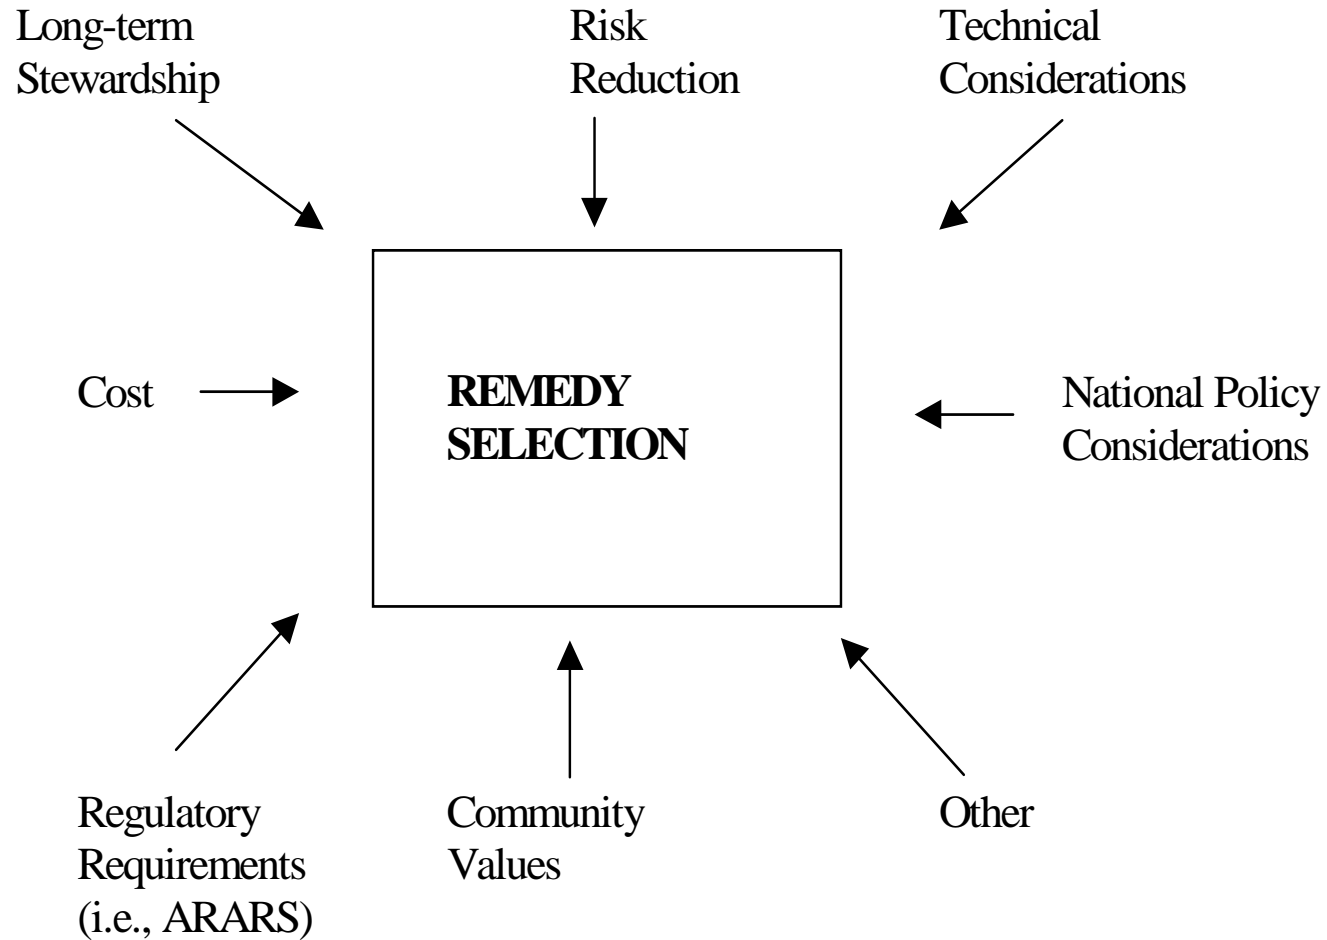 Long-term
Stewardship
Risk
Reduction
Technical
Considerations
Cost
REMEDY
SELECTION
National Policy
Considerations
Regulatory
Requirements
(i.e., ARARS)
Community
Values
Other